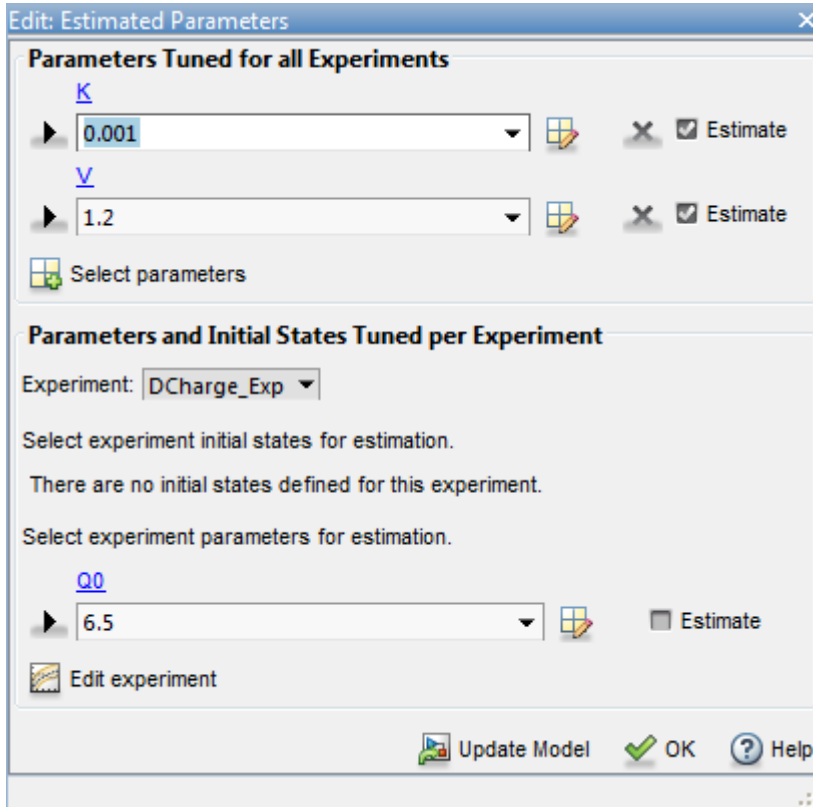 Edit: Estimated Parameters
Parameters Tuned for all Experiments
K
0.001
Estimate
V
1.2
Estimate
Select parameters
Parameters and Initial States Tuned per Experiment
Experiment: DCharge_Exp
Select experiment initial states for estimation.
There are no initial states defined for this experiment.
Select experiment parameters for estimation.
Q0
6.5
Estimate
Edit experiment
Update Model OK Help